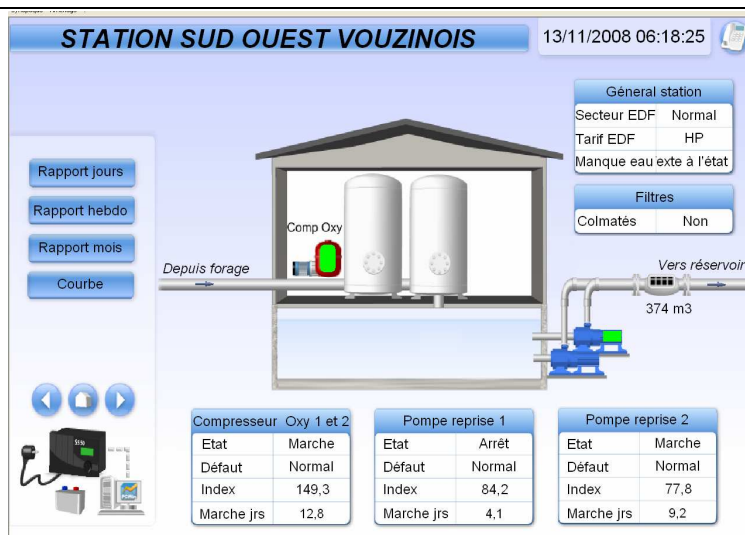 STATION SUD OUEST VOUZINOIS
13/11/2008 06:18:25
Géneral station
Secteur EDF Normal
Tarif EDF HP
Manque eau exte à l'état
Filtres
Colmatés Non
Rapport jours
Rapport hebdo
Rapport mois
Courbe
Comp Oxy
Depuis forage
Vers réservoir
374 m3
Compresseur Oxy 1 et 2
Etat Marche
Défaut Normal
Index 149,3
Marche jrs 12,8
Pompe reprise 1
Etat Arrêt
Défaut Normal
Index 84,2
Marche jrs 4,1
Pompe reprise 2
Etat Marche
Défaut Normal
Index 77,8
Marche jrs 9,2
S550